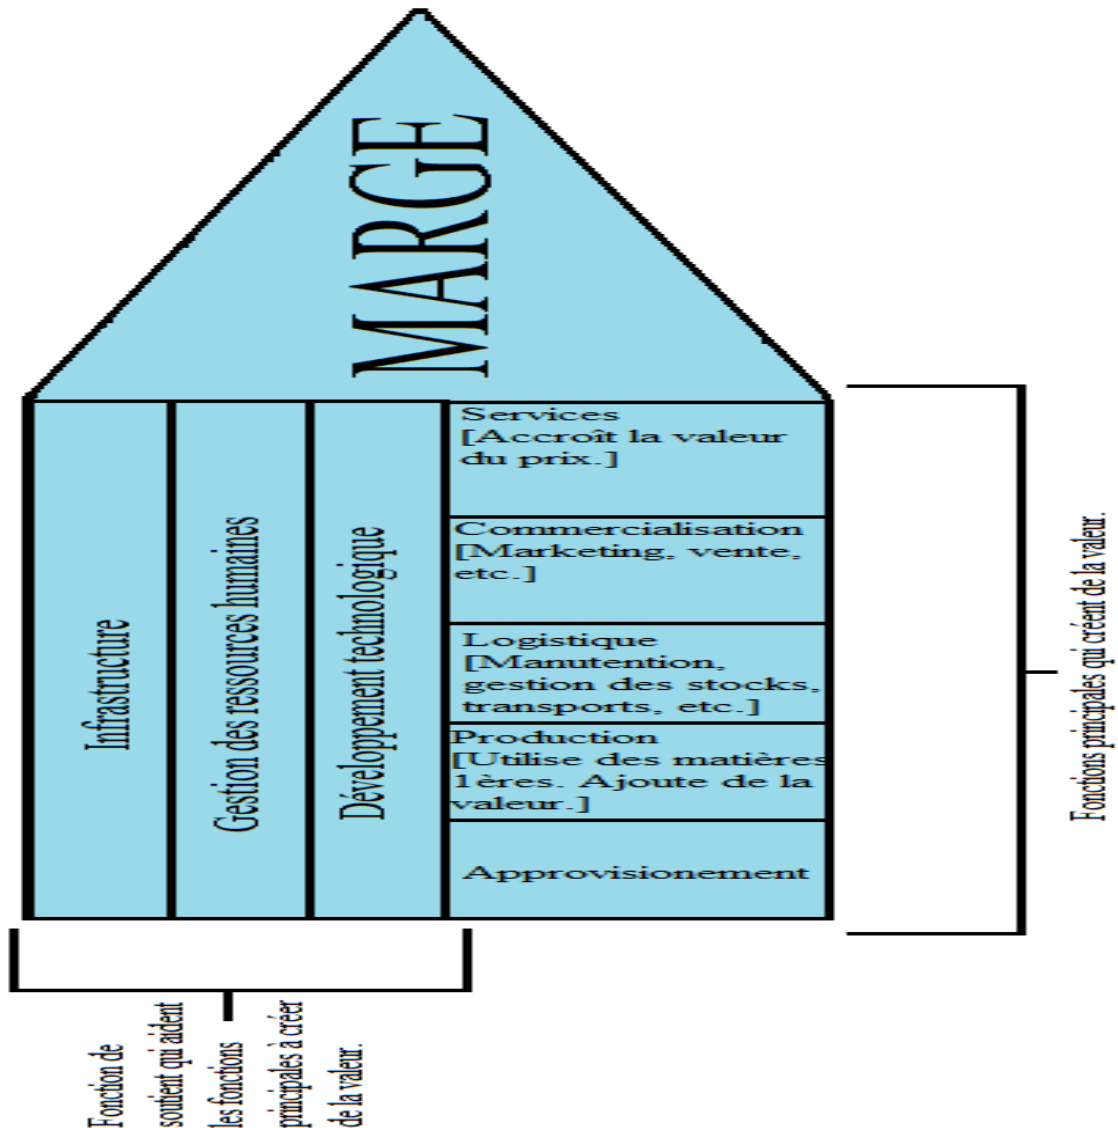 MARGE
Infrastructure
Gestion des ressources humaines
Développement technologique
Services
[Accroît la valeur
du prix.]
Commercialisation
[Marketing, vente,
etc.]
Logistique
[Manutention,
gestion des stocks,
transports, etc.]
Production
[Utilise des matières
1ères. Ajoute de la
valeur.]
Approvisionement
Fonction de
soutient qui aident
les fonctions
principales à créer
de la valeur.
Fonctions principales qui créent de la valeur.